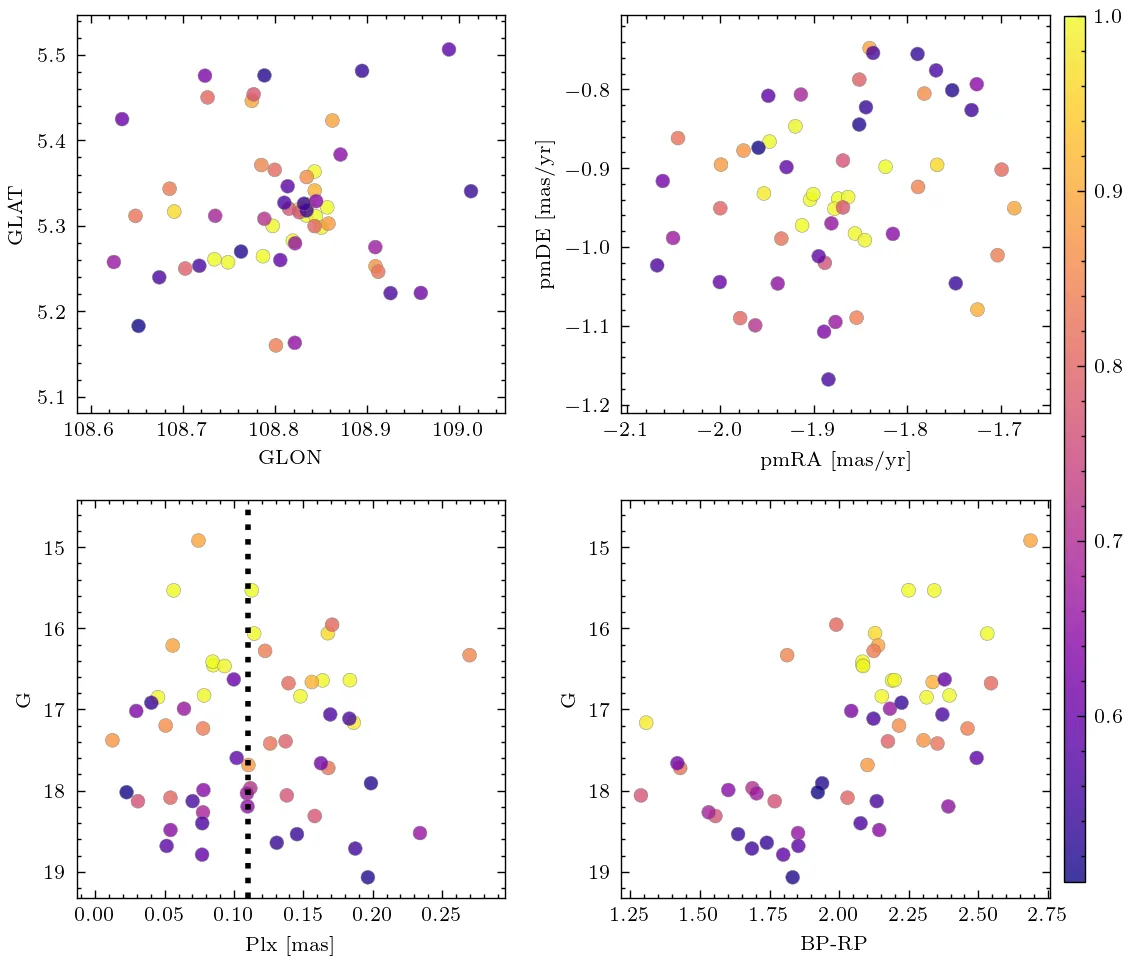 5.5
5.4
5.3
5.2
5.1
GLAT
108.6 108.7 108.8 108.9 109.0
GLON
−0.8
−0.9
−1.0
−1.1
−1.2
pmDE [mas/yr]
−2.1 −2.0 −1.9 −1.8 −1.7
pmRA [mas/yr]
1.0
0.9
0.8
0.7
0.6
15
16
17
18
19
G
0.00 0.05 0.10 0.15 0.20 0.25
Plx [mas]
15
16
17
18
19
G
1.25 1.50 1.75 2.00 2.25 2.50 2.75
BP-RP